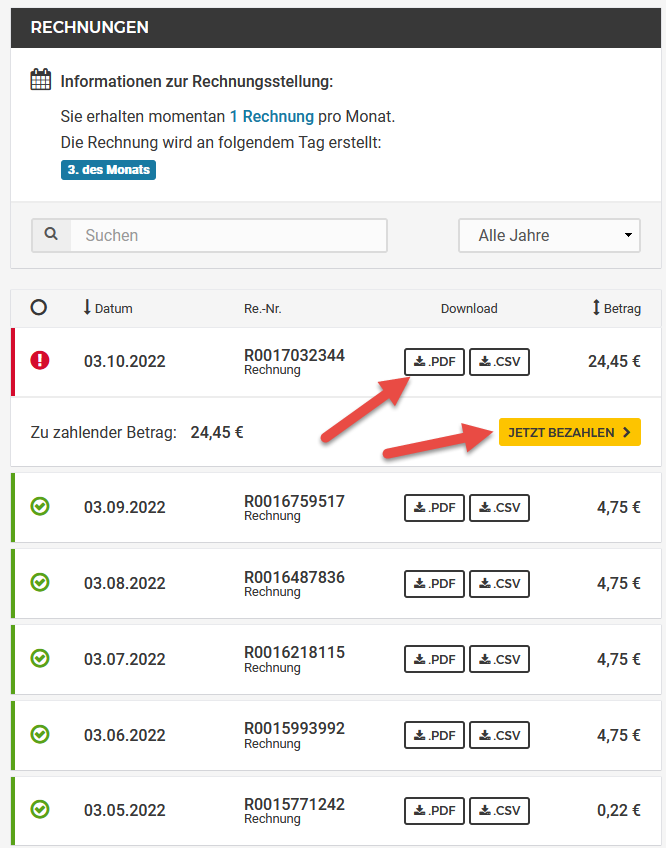 RECHNUNGEN
Informationen zur Rechnungsstellung:
Sie erhalten momentan 1 Rechnung pro Monat.
Die Rechnung wird an folgendem Tag erstellt:
3. des Monats
Suchen Alle Jahre
Datum Re.-Nr. Download Betrag
03.10.2022 R0017032344 .PDF .CSV 24,45 €
Rechnung
Zu zahlender Betrag: 24,45 € JETZT BEZAHLEN
03.09.2022 R0016759517 .PDF .CSV 4,75 €
Rechnung
03.08.2022 R0016487836 .PDF .CSV 4,75 €
Rechnung
03.07.2022 R0016218115 .PDF .CSV 4,75 €
Rechnung
03.06.2022 R0015993992 .PDF .CSV 4,75 €
Rechnung
03.05.2022 R0015771242 .PDF .CSV 0,22 €
Rechnung